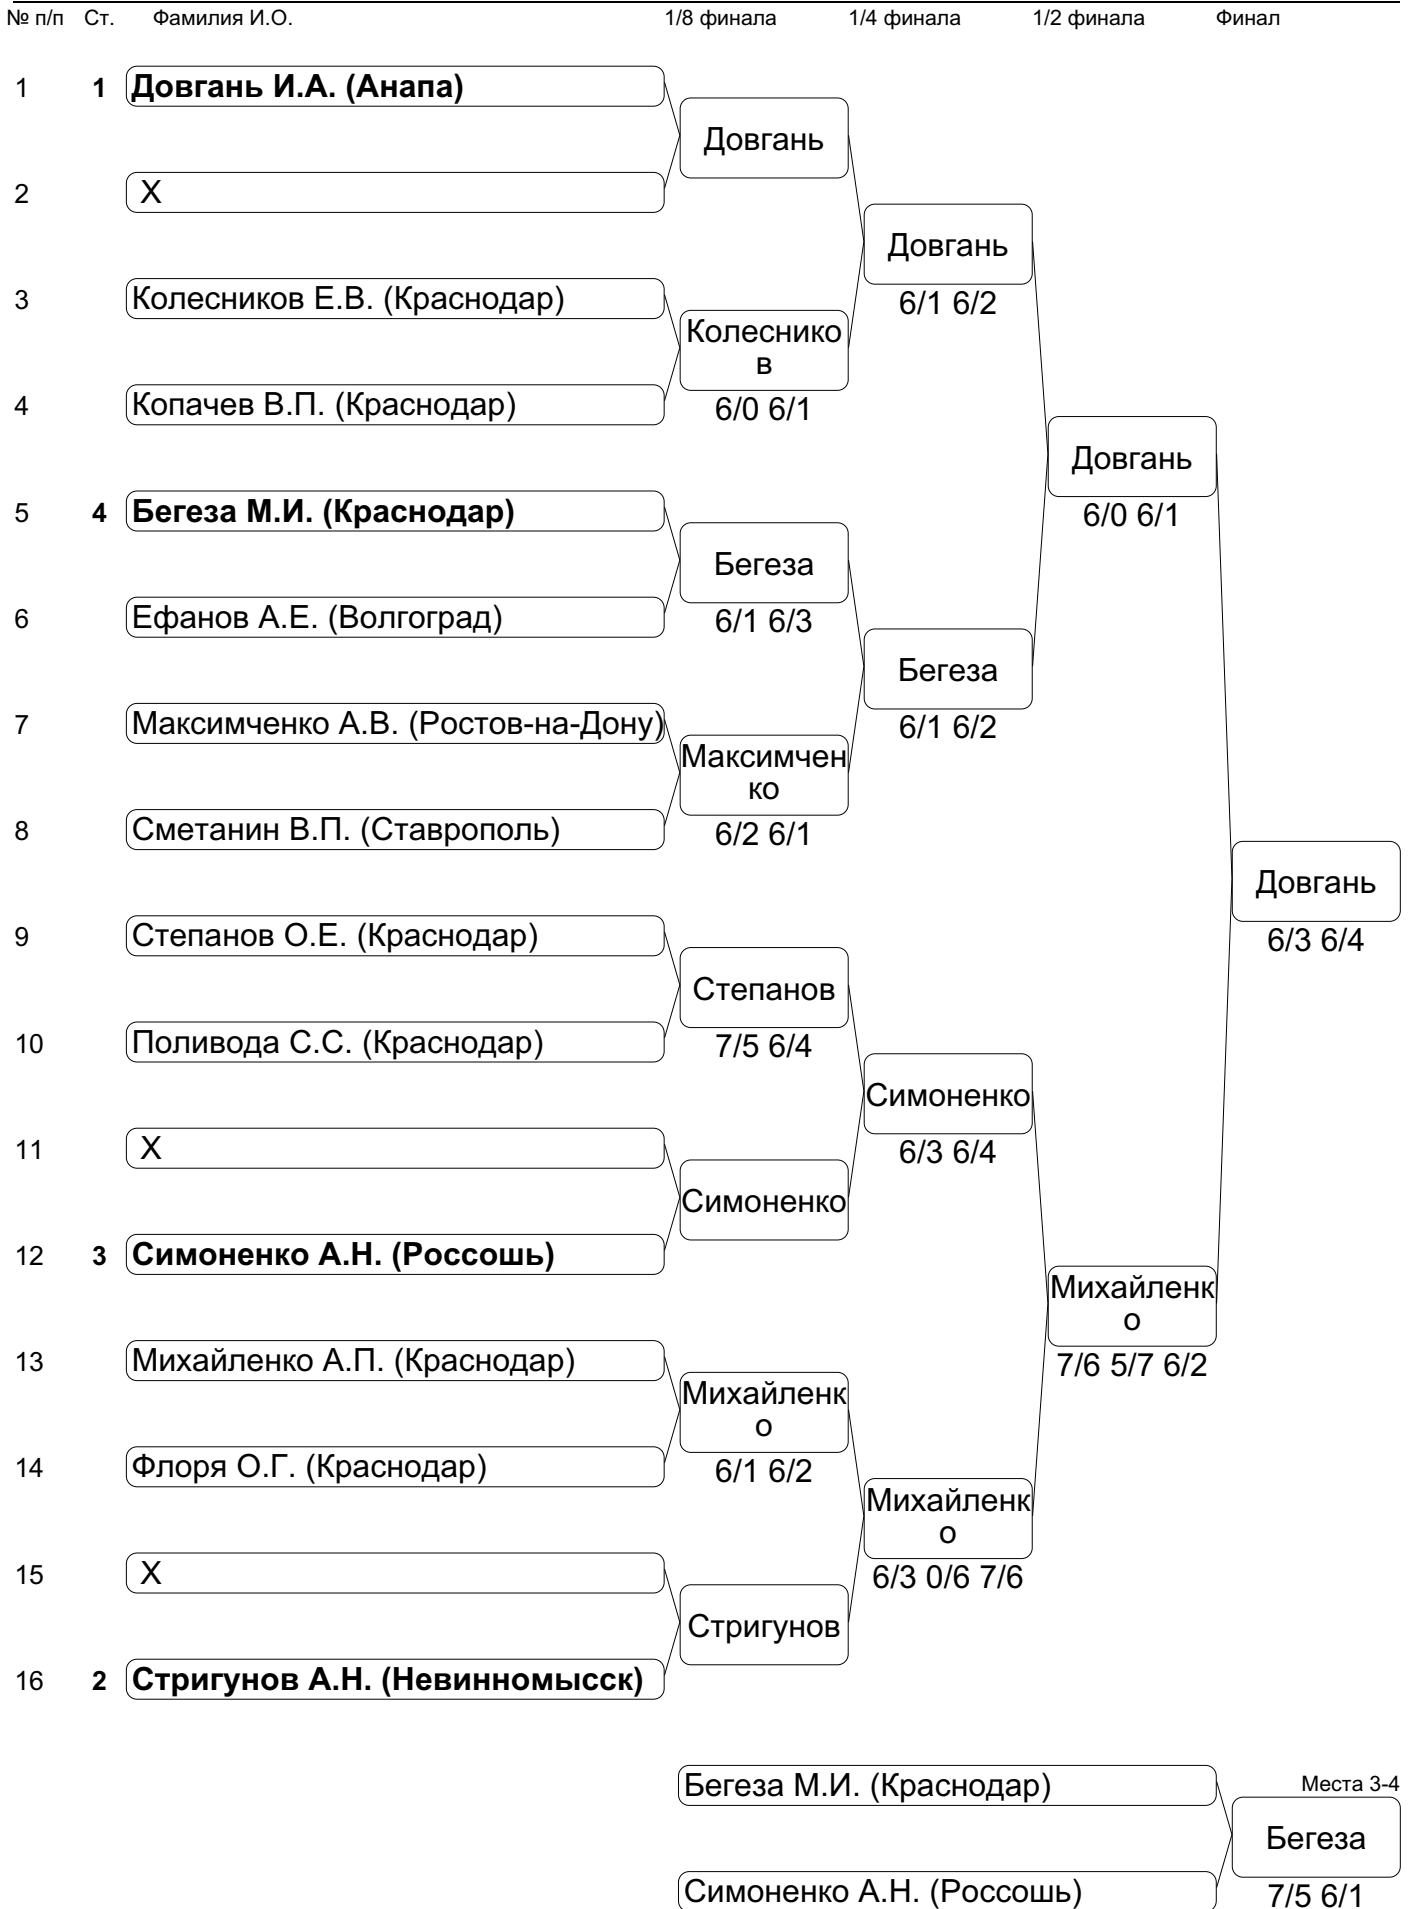 № п/п Ст. Фамилия И.О. 1/8 финала 1/4 финала 1/2 финала Финал
1 1 Довгань И.А. (Анапа)
Довгань
2 X
Довгань
6/1 6/2
3 Колесников Е.В. (Краснодар)
Колеснико
в
6/0 6/1
4 Копачев В.П. (Краснодар)
Довгань
6/0 6/1
5 4 Бегеза М.И. (Краснодар)
Бегеза
6/1 6/3
6 Ефанов А.Е. (Волгоград)
Бегеза
6/1 6/2
7 Максимченко А.В. (Ростов-на-Дону)
Максимчен
ко
6/2 6/1
8 Сметанин В.П. (Ставрополь)
Довгань
6/3 6/4
9 Степанов О.Е. (Краснодар)
Степанов
7/5 6/4
10 Поливода С.С. (Краснодар)
Симоненко
6/3 6/4
11 X
Симоненко
12 3 Симоненко А.Н. (Россошь)
Михайленк
о
7/6 5/7 6/2
13 Михайленко А.П. (Краснодар)
Михайленк
о
6/1 6/2
14 Флоря О.Г. (Краснодар)
Михайленк
о
6/3 0/6 7/6
15 X
Стригунов
16 2 Стригунов А.Н. (Невинномысск)
Бегеза М.И. (Краснодар)
Места 3-4
Бегеза
7/5 6/1
Симоненко А.Н. (Россошь)